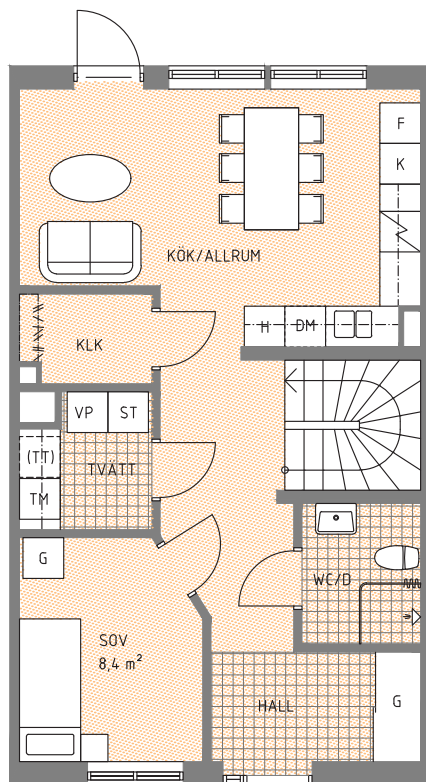 F
K
KÖK/ALLRUM
H
DM
KLK
VP
ST
(TT)
TVÄTT
TM
G
WC/D
SOV
8,4 m²
HALL
G